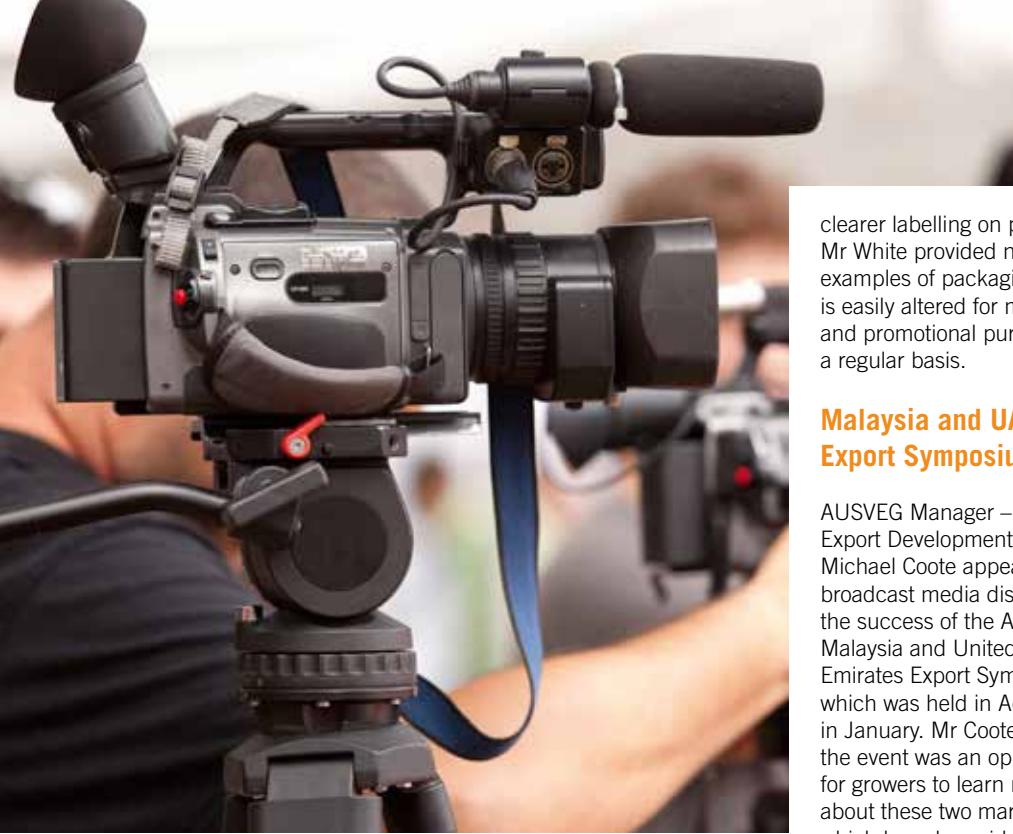 clearer labelling on p
Mr White provided n
examples of packagi
is easily altered for n
and promotional pur
a regular basis.
Malaysia and UA
Export Symposiu
AUSVEG Manager –
Export Development
Michael Coote appea
broadcast media dis
the success of the A
Malaysia and United
Emirates Export Sym
which was held in A
in January. Mr Coote
the event was an op
for growers to learn
about these two mar